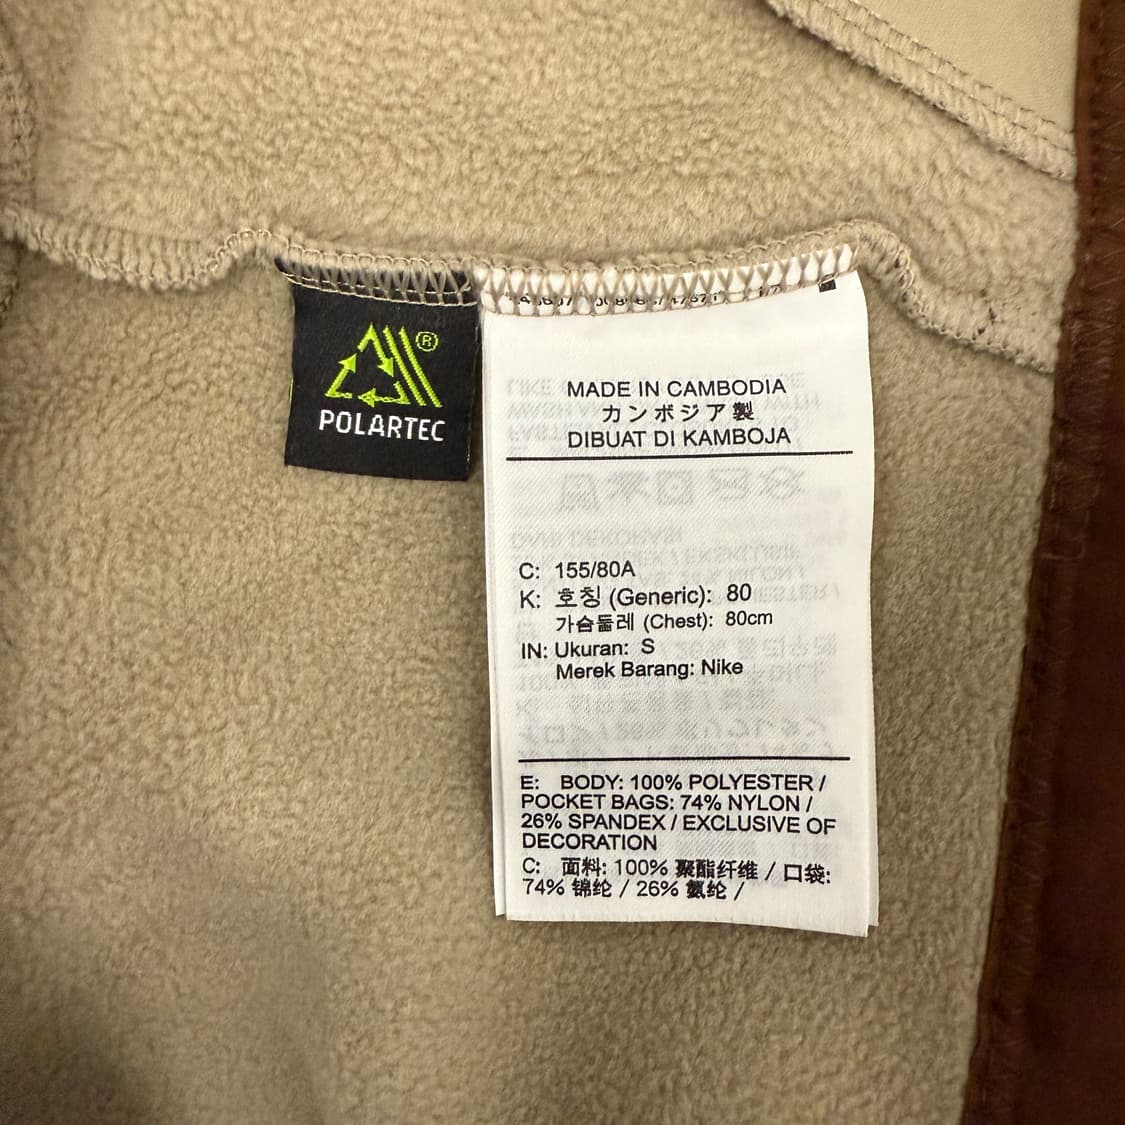 POLARTEC
®
MADE IN CAMBODIA
カンボジア製
DIBUAT DI KAMBOJA
C: 155/80A
K: 호칭 (Generic): 80
가슴둘레 (Chest): 80cm
IN: Ukuran: S
Merek Barang: Nike
E: BODY: 100% POLYESTER /
POCKET BAGS: 74% NYLON /
26% SPANDEX / EXCLUSIVE OF
DECORATION
C: 面料: 100% 聚酯纤维 / 口袋:
74% 锦纶 / 26% 氨纶 /